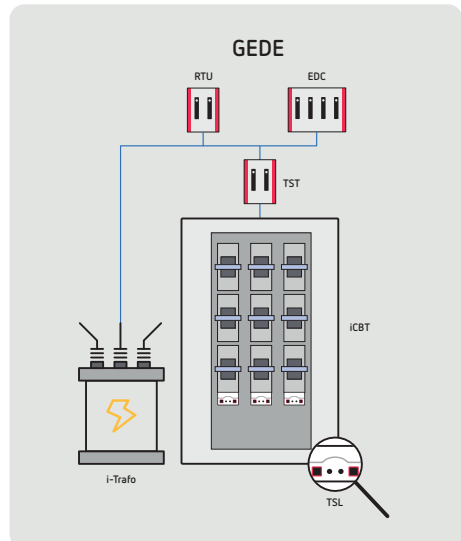 GEDE
RTU
EDC
TST
iCBT
i-Trafo
TSL